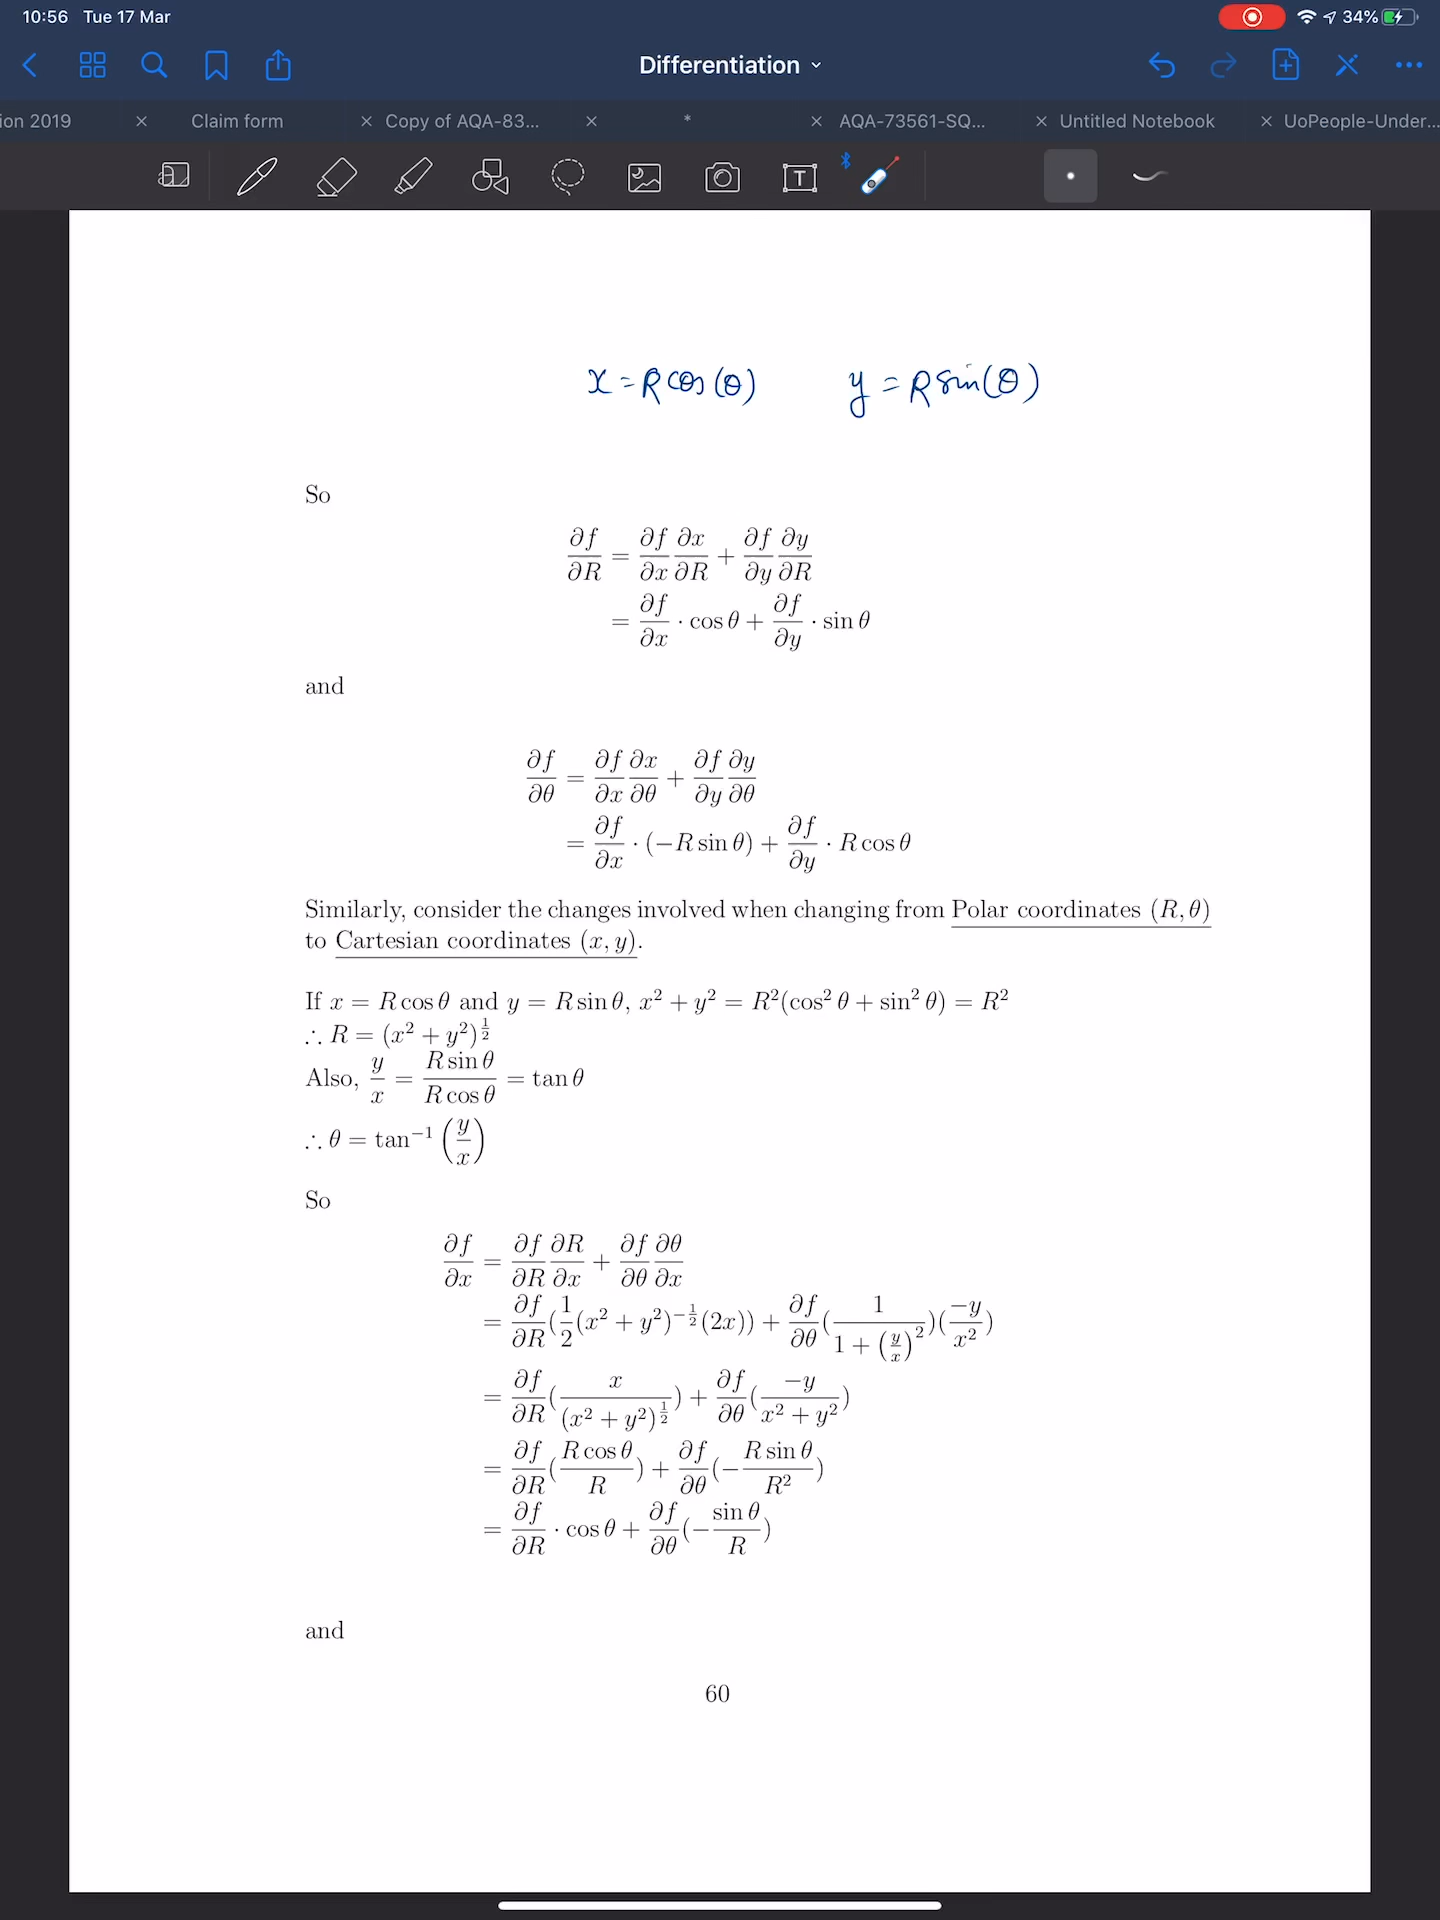 10:56 Tue 17 Mar 34%
Differentiation
ion 2019 × Claim form × Copy of AQA-83... × * × AQA-73561-SQ... × Untitled Notebook × UoPeople-Under...
T
x = R cos(θ) y = R sin(θ)
So
∂f/∂R = ∂f/∂x ∂x/∂R + ∂f/∂y ∂y/∂R
= ∂f/∂x · cos θ + ∂f/∂y · sin θ
and
∂f/∂θ = ∂f/∂x ∂x/∂θ + ∂f/∂y ∂y/∂θ
= ∂f/∂x · (−R sin θ) + ∂f/∂y · R cos θ
Similarly, consider the changes involved when changing from Polar coordinates (R, θ)
to Cartesian coordinates (x, y).
If x = R cos θ and y = R sin θ, x² + y² = R²(cos² θ + sin² θ) = R²
∴ R = (x² + y²)^(1/2)
Also, y/x = R sin θ / R cos θ = tan θ
∴ θ = tan⁻¹ (y/x)
So
∂f/∂x = ∂f/∂R ∂R/∂x + ∂f/∂θ ∂θ/∂x
= ∂f/∂R (1/2 (x² + y²)^(−1/2) (2x)) + ∂f/∂θ (1 / (1 + (y/x)²))(−y/x²)
= ∂f/∂R (x / (x² + y²)^(1/2)) + ∂f/∂θ (−y / (x² + y²))
= ∂f/∂R (R cos θ / R) + ∂f/∂θ (− R sin θ / R²)
= ∂f/∂R · cos θ + ∂f/∂θ (− sin θ / R)
and
60